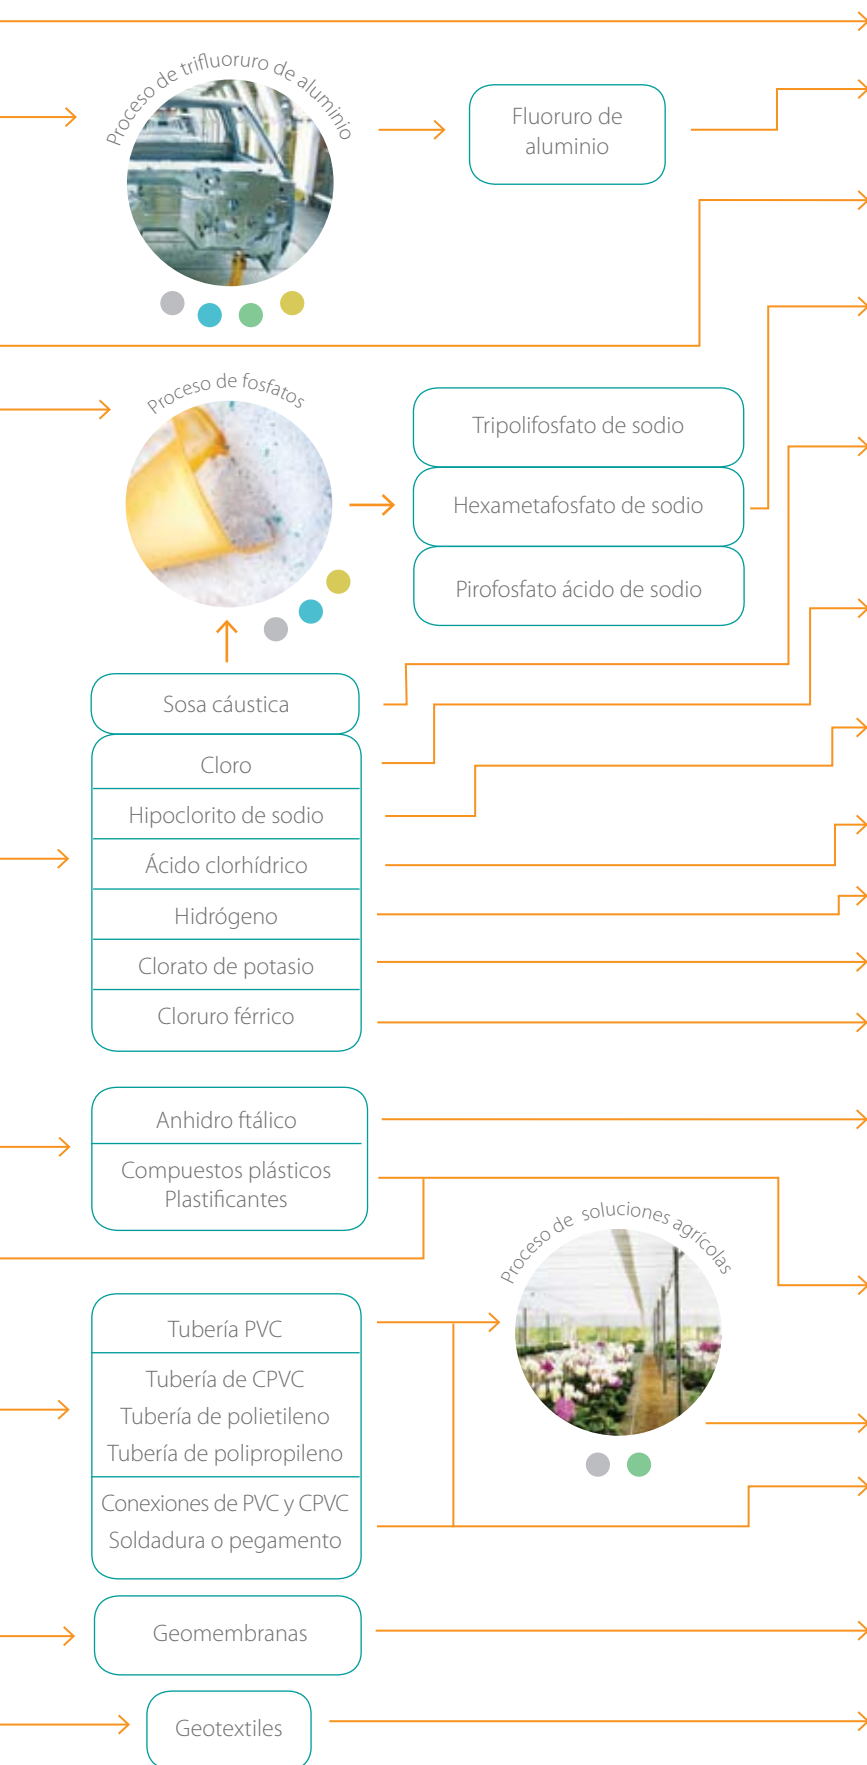 Proceso de trifluoruro de aluminio
Fluoruro de
aluminio
Proceso de fosfatos
Tripolifosfato de sodio
Hexametafosfato de sodio
Pirofosfato ácido de sodio
Sosa cáustica
Cloro
Hipoclorito de sodio
Ácido clorhídrico
Hidrógeno
Clorato de potasio
Cloruro férrico
Anhidro ftálico
Compuestos plásticos
Plastificantes
Proceso de soluciones agrícolas
Tubería PVC
Tubería de CPVC
Tubería de polietileno
Tubería de polipropileno
Conexiones de PVC y CPVC
Soldadura o pegamento
Geomembranas
Geotextiles